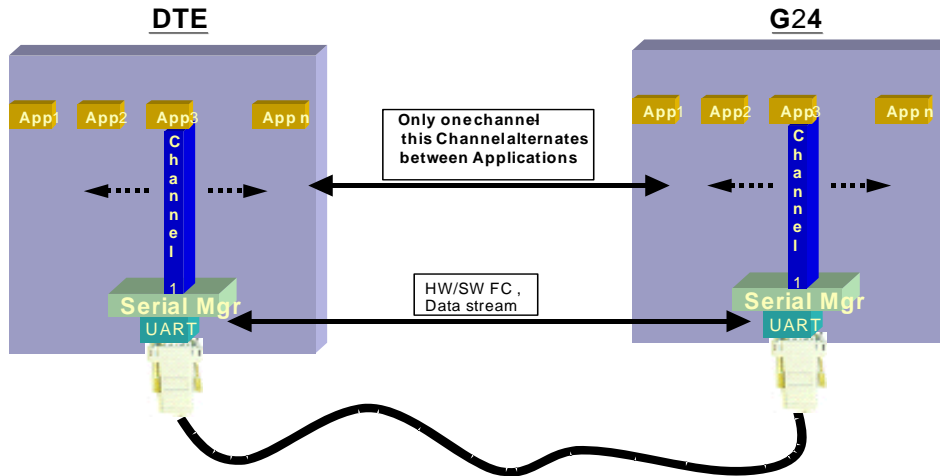 DTE
G24
App1 App2 App3 App n
App1 App2 App3 App n
Only one channel-
this Channel alternates
between Applications
Channel 1
Channel 1
HW/SW FC ,
Data stream
Serial Mgr
Serial Mgr
UART
UART